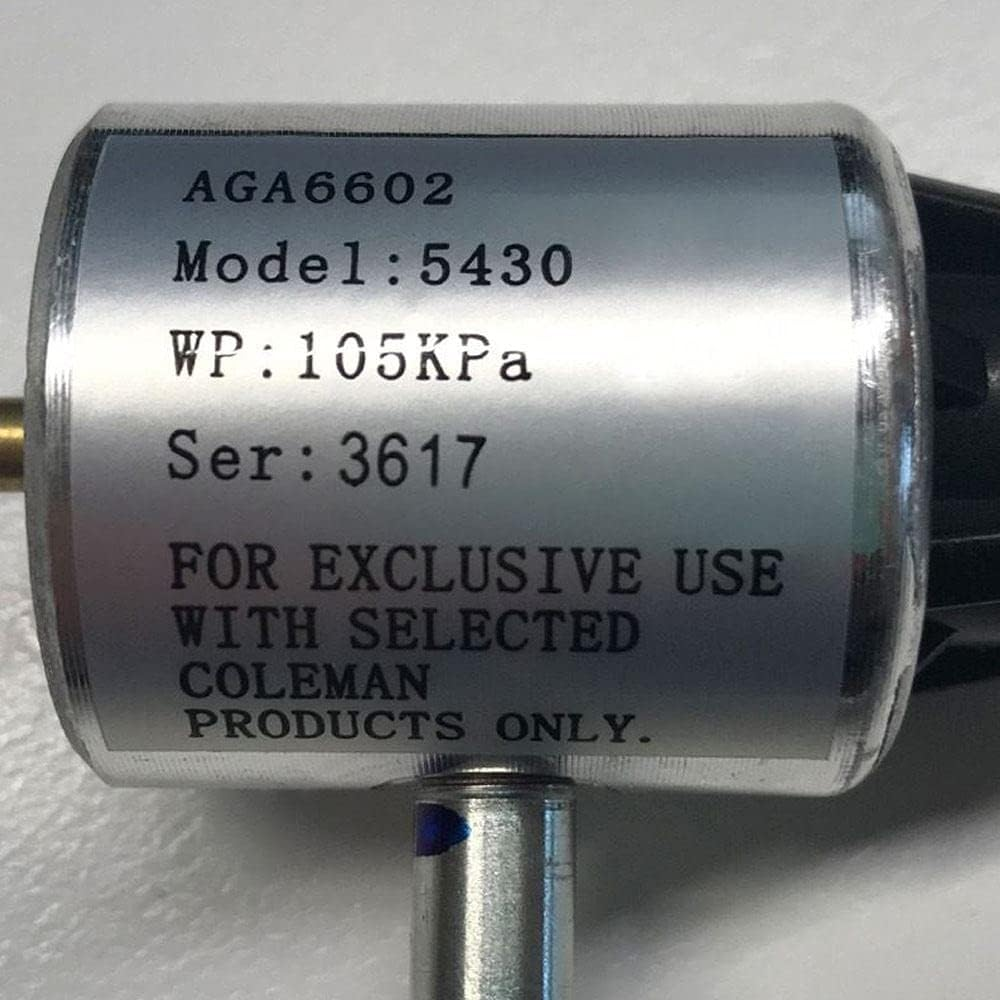 AGA6602
Model:5430
WP:105KPa
Ser:3617
FOR EXCLUSIVE USE
WITH SELECTED
COLEMAN
PRODUCTS ONLY.